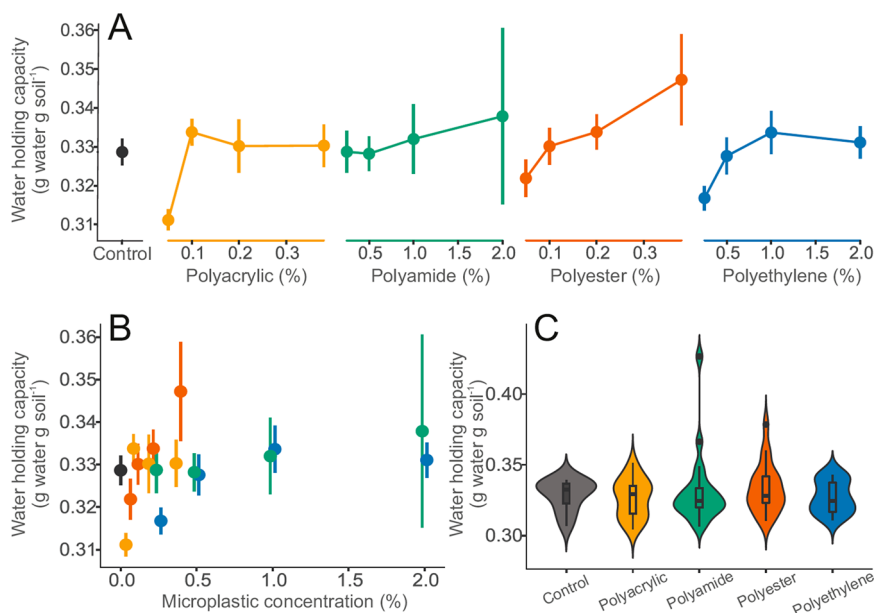 A
Water holding capacity
(g water g soil⁻¹)
0.36
0.35
0.34
0.33
0.32
0.31
Control
0.1 0.2 0.3
Polyacrylic (%)
0.5 1.0 1.5 2.0
Polyamide (%)
0.1 0.2 0.3
Polyester (%)
0.5 1.0 1.5 2.0
Polyethylene (%)
B
Water holding capacity
(g water g soil⁻¹)
0.36
0.35
0.34
0.33
0.32
0.31
0.0 0.5 1.0 1.5 2.0
Microplastic concentration (%)
C
Water holding capacity
(g water g soil⁻¹)
0.40
0.35
0.30
Control
Polyacrylic
Polyamide
Polyester
Polyethylene